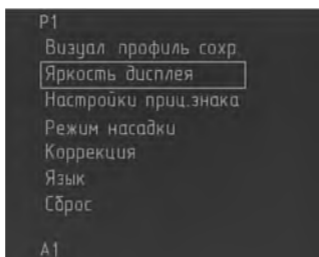 P1
Визуал профиль сохр
Яркость дисплея
Настройки приц.знака
Режим насадки
Коррекция
Язык
Сброс
A1